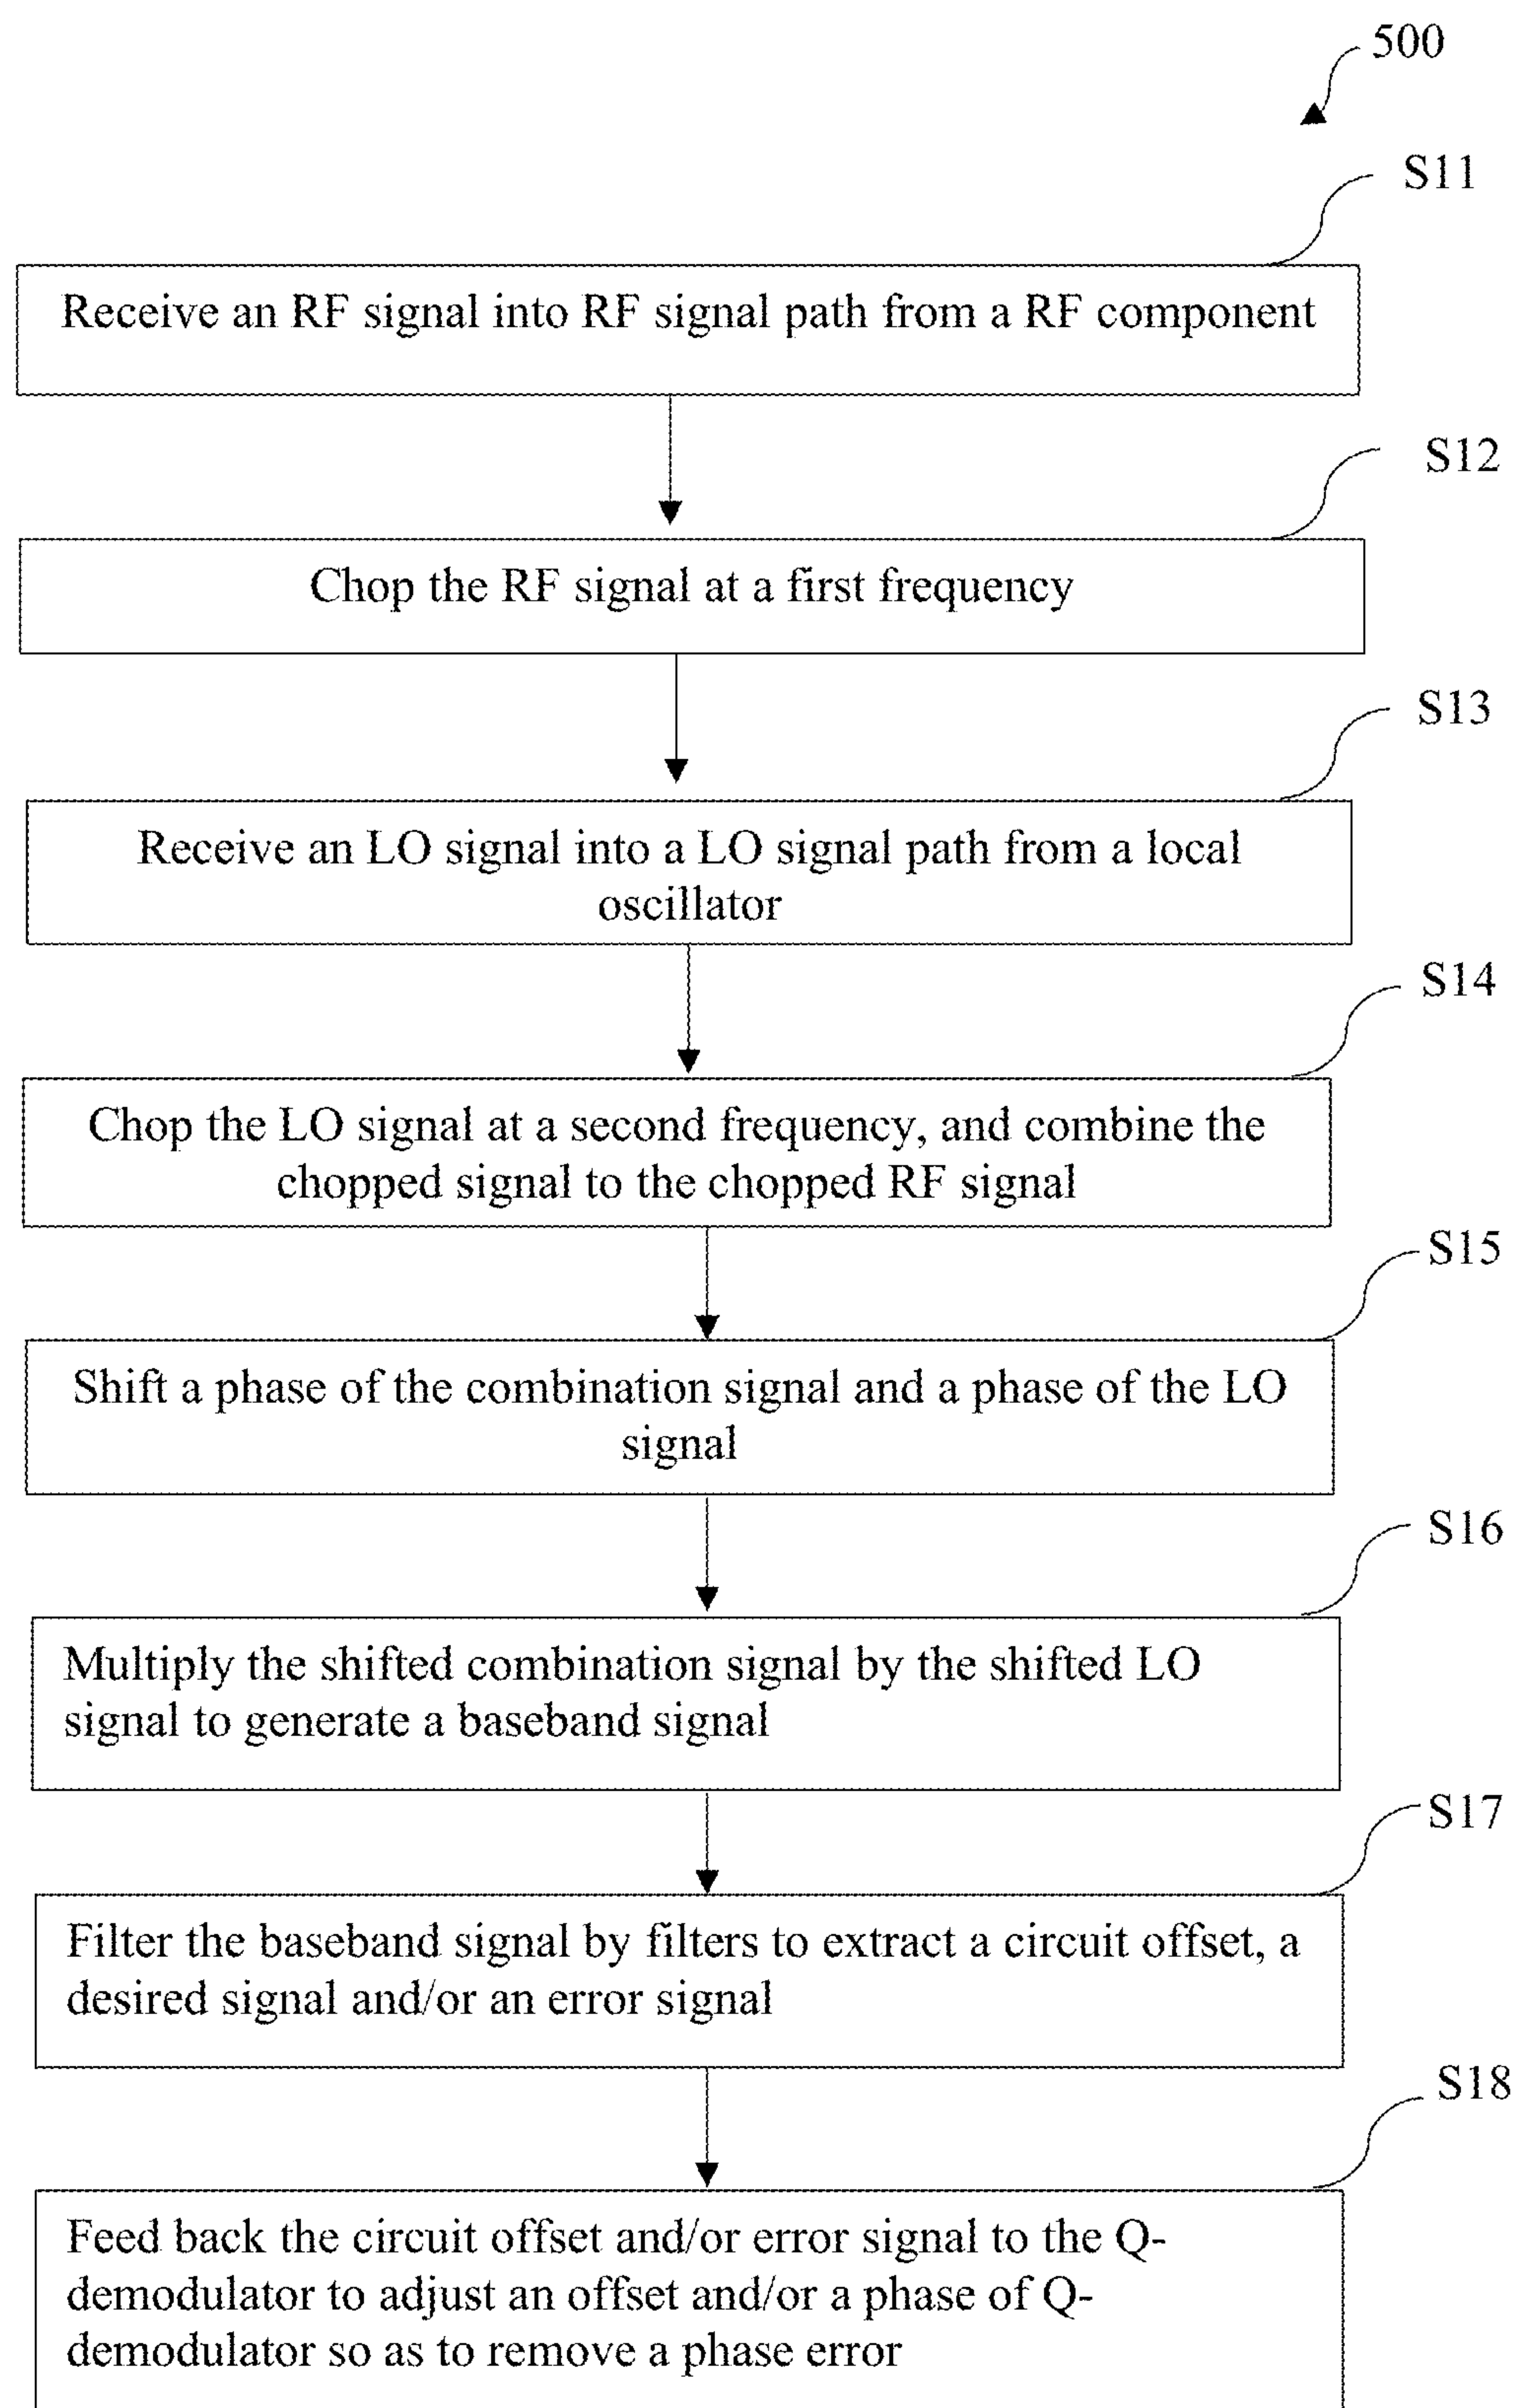 500
S11
Receive an RF signal into RF signal path from a RF component
S12
Chop the RF signal at a first frequency
S13
Receive an LO signal into a LO signal path from a local
oscillator
S14
Chop the LO signal at a second frequency, and combine the
chopped signal to the chopped RF signal
S15
Shift a phase of the combination signal and a phase of the LO
signal
S16
Multiply the shifted combination signal by the shifted LO
signal to generate a baseband signal
S17
Filter the baseband signal by filters to extract a circuit offset, a
desired signal and/or an error signal
S18
Feed back the circuit offset and/or error signal to the Q-
demodulator to adjust an offset and/or a phase of Q-
demodulator so as to remove a phase error